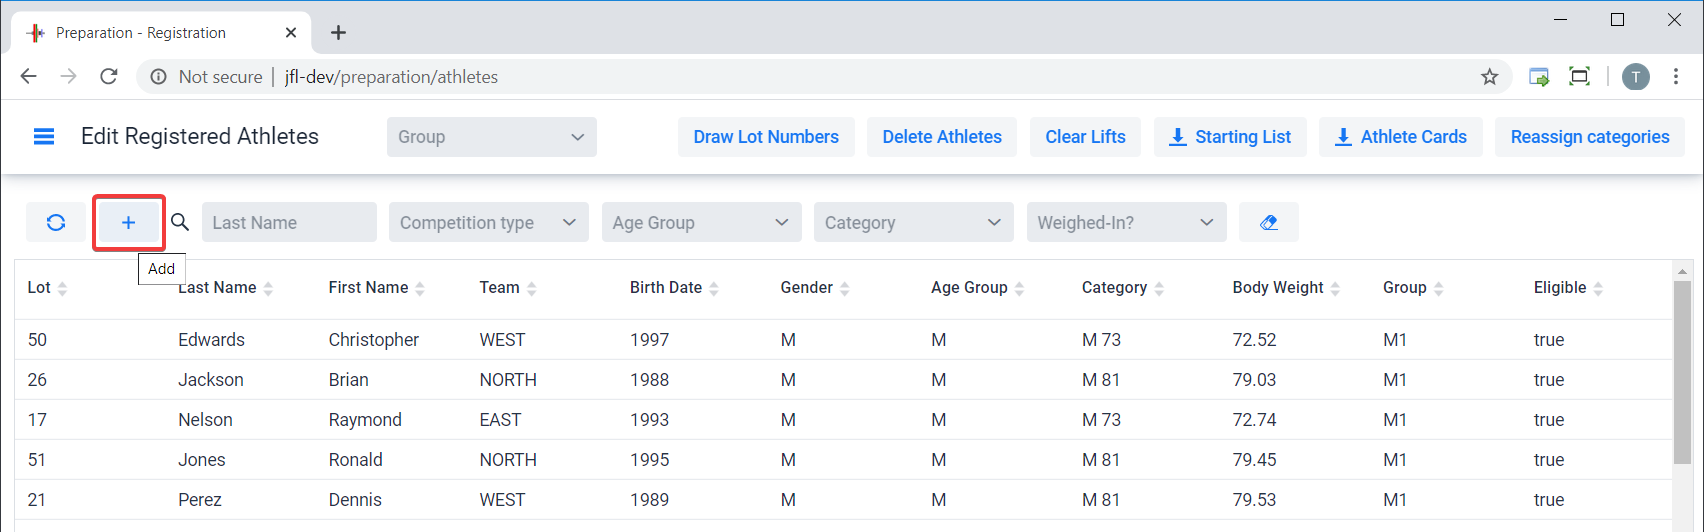 Preparation - Registration
Not secure | jfl-dev/preparation/athletes
T
Edit Registered Athletes Group Draw Lot Numbers Delete Athletes Clear Lifts Starting List Athlete Cards Reassign categories
+ Last Name Competition type Age Group Category Weighed-In?
Add
Lot Last Name First Name Team Birth Date Gender Age Group Category Body Weight Group Eligible
50 Edwards Christopher WEST 1997 M M M 73 72.52 M1 true
26 Jackson Brian NORTH 1988 M M M 81 79.03 M1 true
17 Nelson Raymond EAST 1993 M M M 73 72.74 M1 true
51 Jones Ronald NORTH 1995 M M M 81 79.45 M1 true
21 Perez Dennis WEST 1989 M M M 81 79.53 M1 true